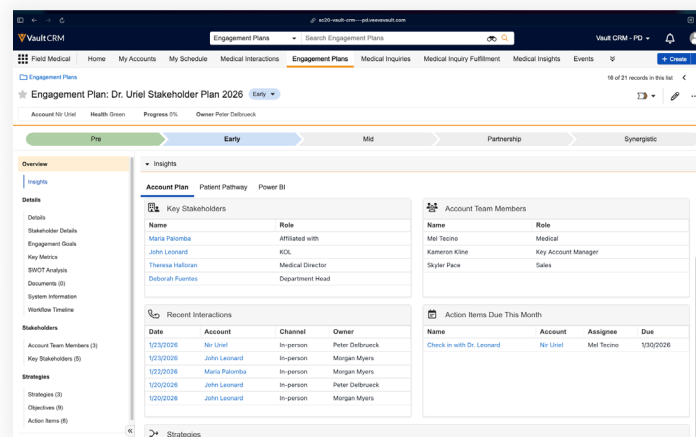 sc20-vault-crm----pd.veevavault.com
VaultCRM
Engagement Plans
Search Engagement Plans
Vault CRM - PD
Field Medical Home My Accounts My Schedule Medical Interactions Engagement Plans Medical Inquiries Medical Inquiry Fulfillment Medical Insights Events + Create
Engagement Plans
16 of 21 records in this list
Engagement Plan: Dr. Uriel Stakeholder Plan 2026 Early
Account Nir Uriel Health Green Progress 0% Owner Peter Delbrueck
Pre Early Mid Partnership Synergistic
Overview
Insights
Details
Details
Stakeholder Details
Engagement Goals
Key Metrics
SWOT Analysis
Documents (0)
System Information
Workflow Timeline
Stakeholders
Account Team Members (3)
Key Stakeholders (5)
Strategies
Strategies (3)
Objectives (9)
Action Items (6)
Insights
Account Plan Patient Pathway Power BI
Key Stakeholders
Name Role
Maria Palomba Affiliated with
John Leonard KOL
Theresa Halloran Medical Director
Deborah Fuentes Department Head
Account Team Members
Name Role
Mel Tecino Medical
Kameron Kline Key Account Manager
Skyler Pace Sales
Recent Interactions
Date Account Channel Owner
1/23/2026 Nir Uriel In-person Peter Delbrueck
1/23/2026 John Leonard In-person Morgan Myers
1/22/2026 Maria Palomba In-person Morgan Myers
1/20/2026 John Leonard In-person Peter Delbrueck
1/20/2026 John Leonard In-person Morgan Myers
Action Items Due This Month
Name Account Assignee Due
Check in with Dr. Leonard Nir Uriel Mel Tecino 1/30/2026
Strategies